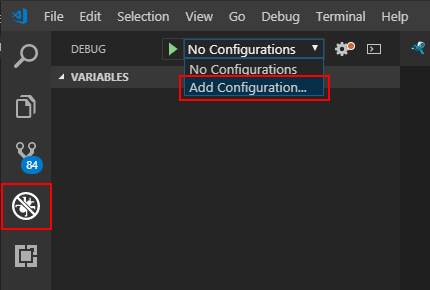 File Edit Selection View Go Debug Terminal Help
DEBUG No Configurations
No Configurations
VARIABLES
Add Configuration...
84